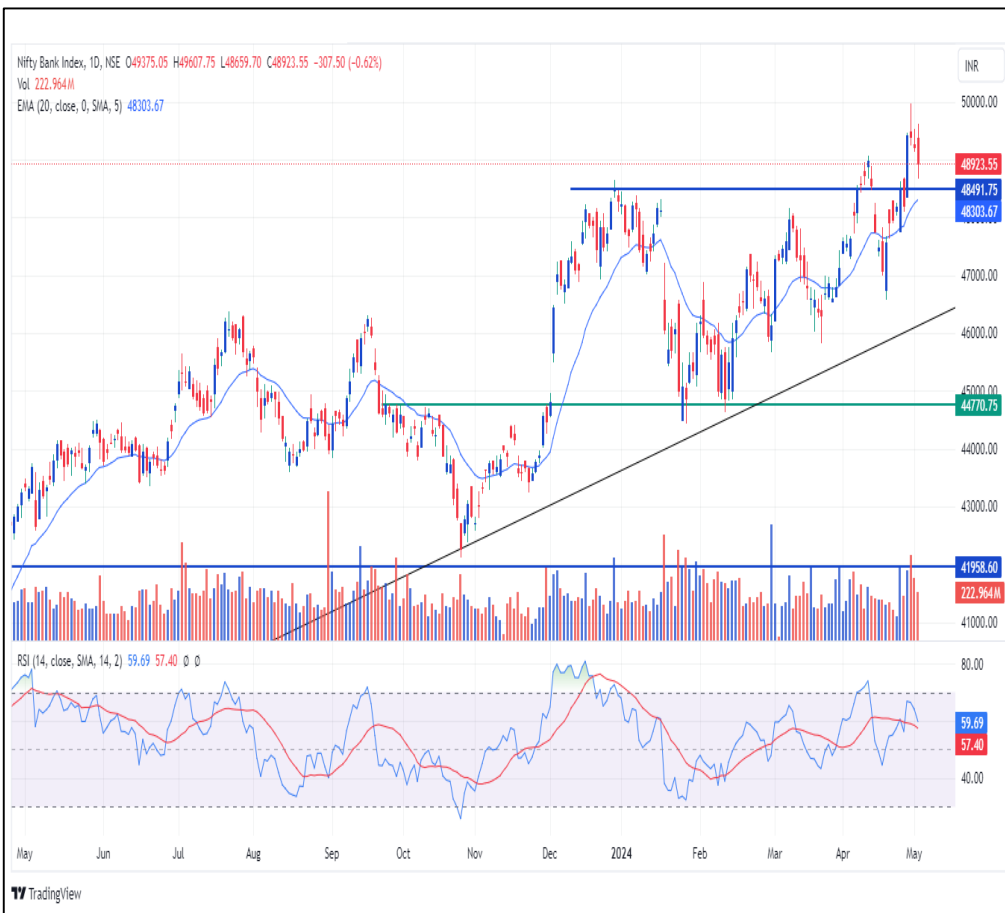 Nifty Bank Index, 1D, NSE O49375.05 H49607.75 L48659.70 C48923.55 −307.50 (−0.62%)
Vol 222.964M
EMA (20, close, 0, SMA, 5) 48303.67
INR
50000.00
48923.55
48491.75
48303.67
47000.00
46000.00
45000.00
44770.75
44000.00
43000.00
41958.60
222.964M
41000.00
RSI (14, close, SMA, 14, 2) 59.69 57.40 Ø Ø
80.00
59.69
57.40
40.00
May Jun Jul Aug Sep Oct Nov Dec 2024 Feb Mar Apr May
TradingView